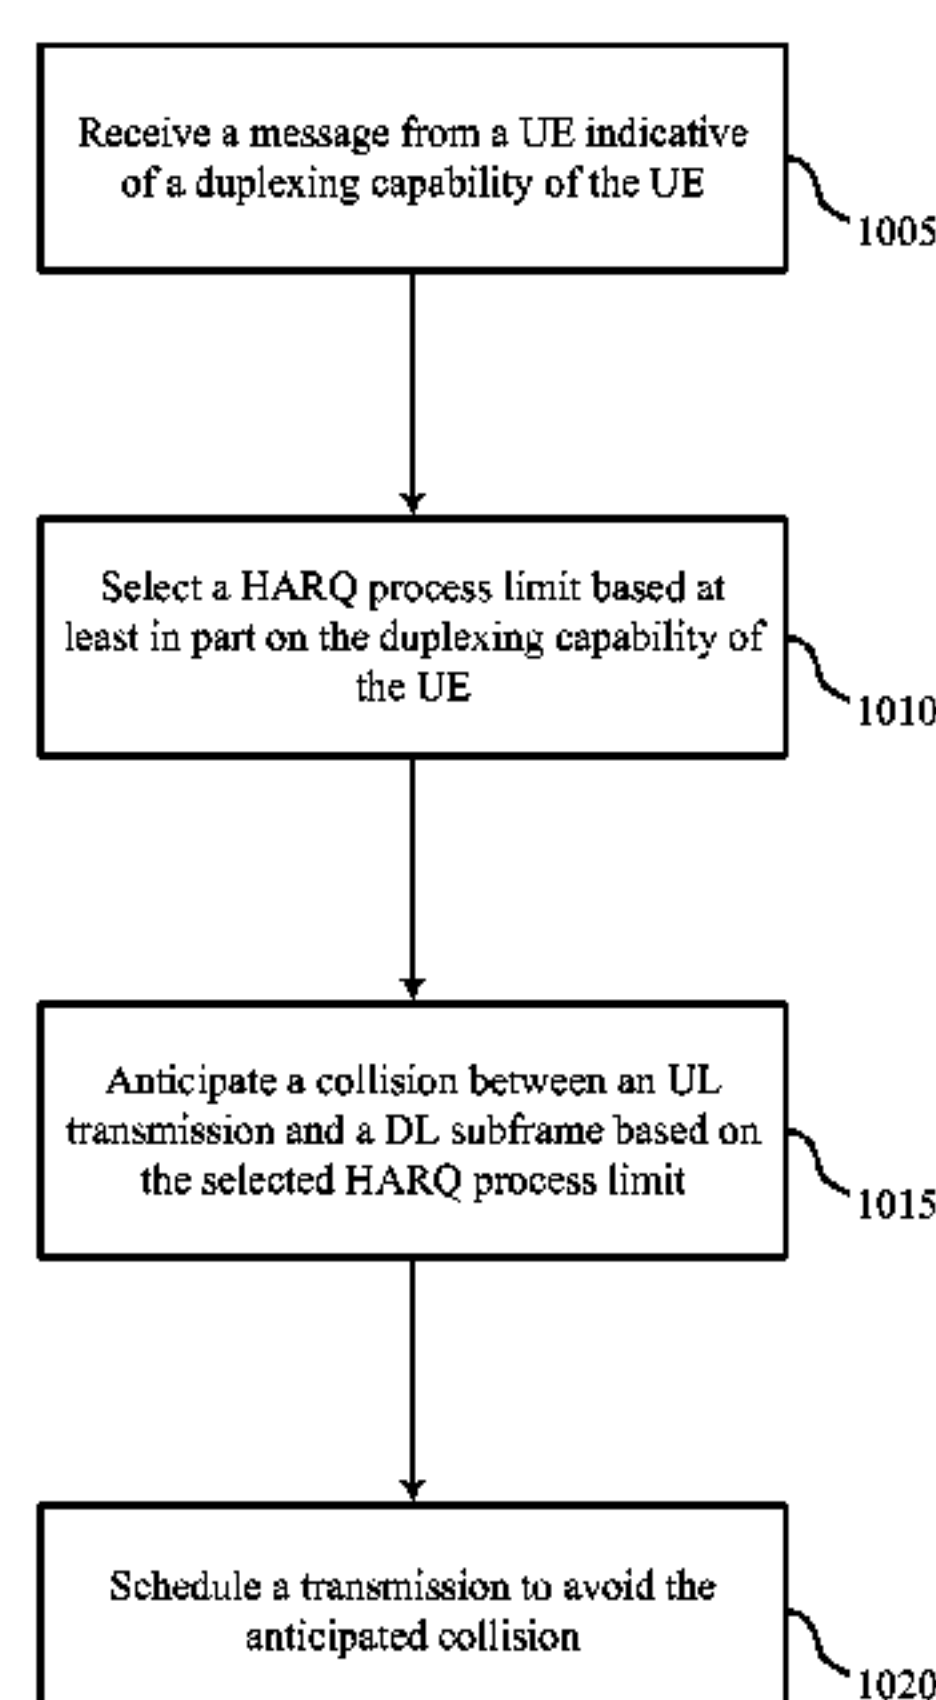 Receive a message from a UE indicative
of a duplexing capability of the UE
1005
Select a HARQ process limit based at
least in part on the duplexing capability of
the UE
1010
Anticipate a collision between an UL
transmission and a DL subframe based on
the selected HARQ process limit
1015
Schedule a transmission to avoid the
anticipated collision
1020